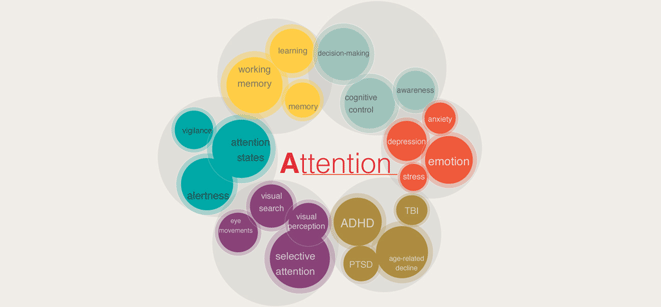 learning
working
memory
memory
decision-making
cognitive
control
awareness
anxiety
depression
emotion
stress
vigilance
attention
states
alertness
Attention
visual
search
eye
movements
visual
perception
selective
attention
ADHD
TBI
PTSD
age-related
decline